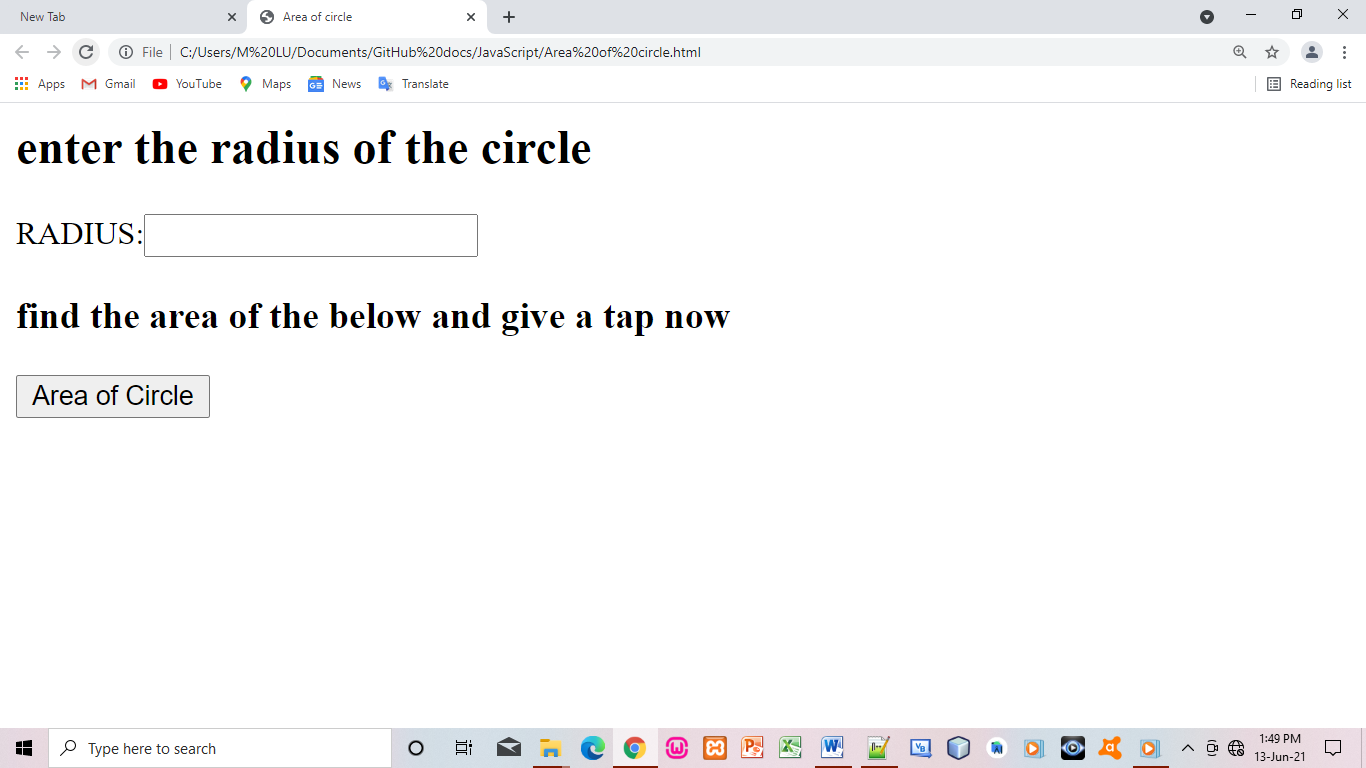 New Tab
Area of circle
File
C:/Users/M%20LU/Documents/GitHub%20docs/JavaScript/Area%20of%20circle.html
Apps Gmail YouTube Maps News Translate Reading list
enter the radius of the circle
RADIUS:
find the area of the below and give a tap now
Area of Circle
Type here to search
1:49 PM
13-Jun-21